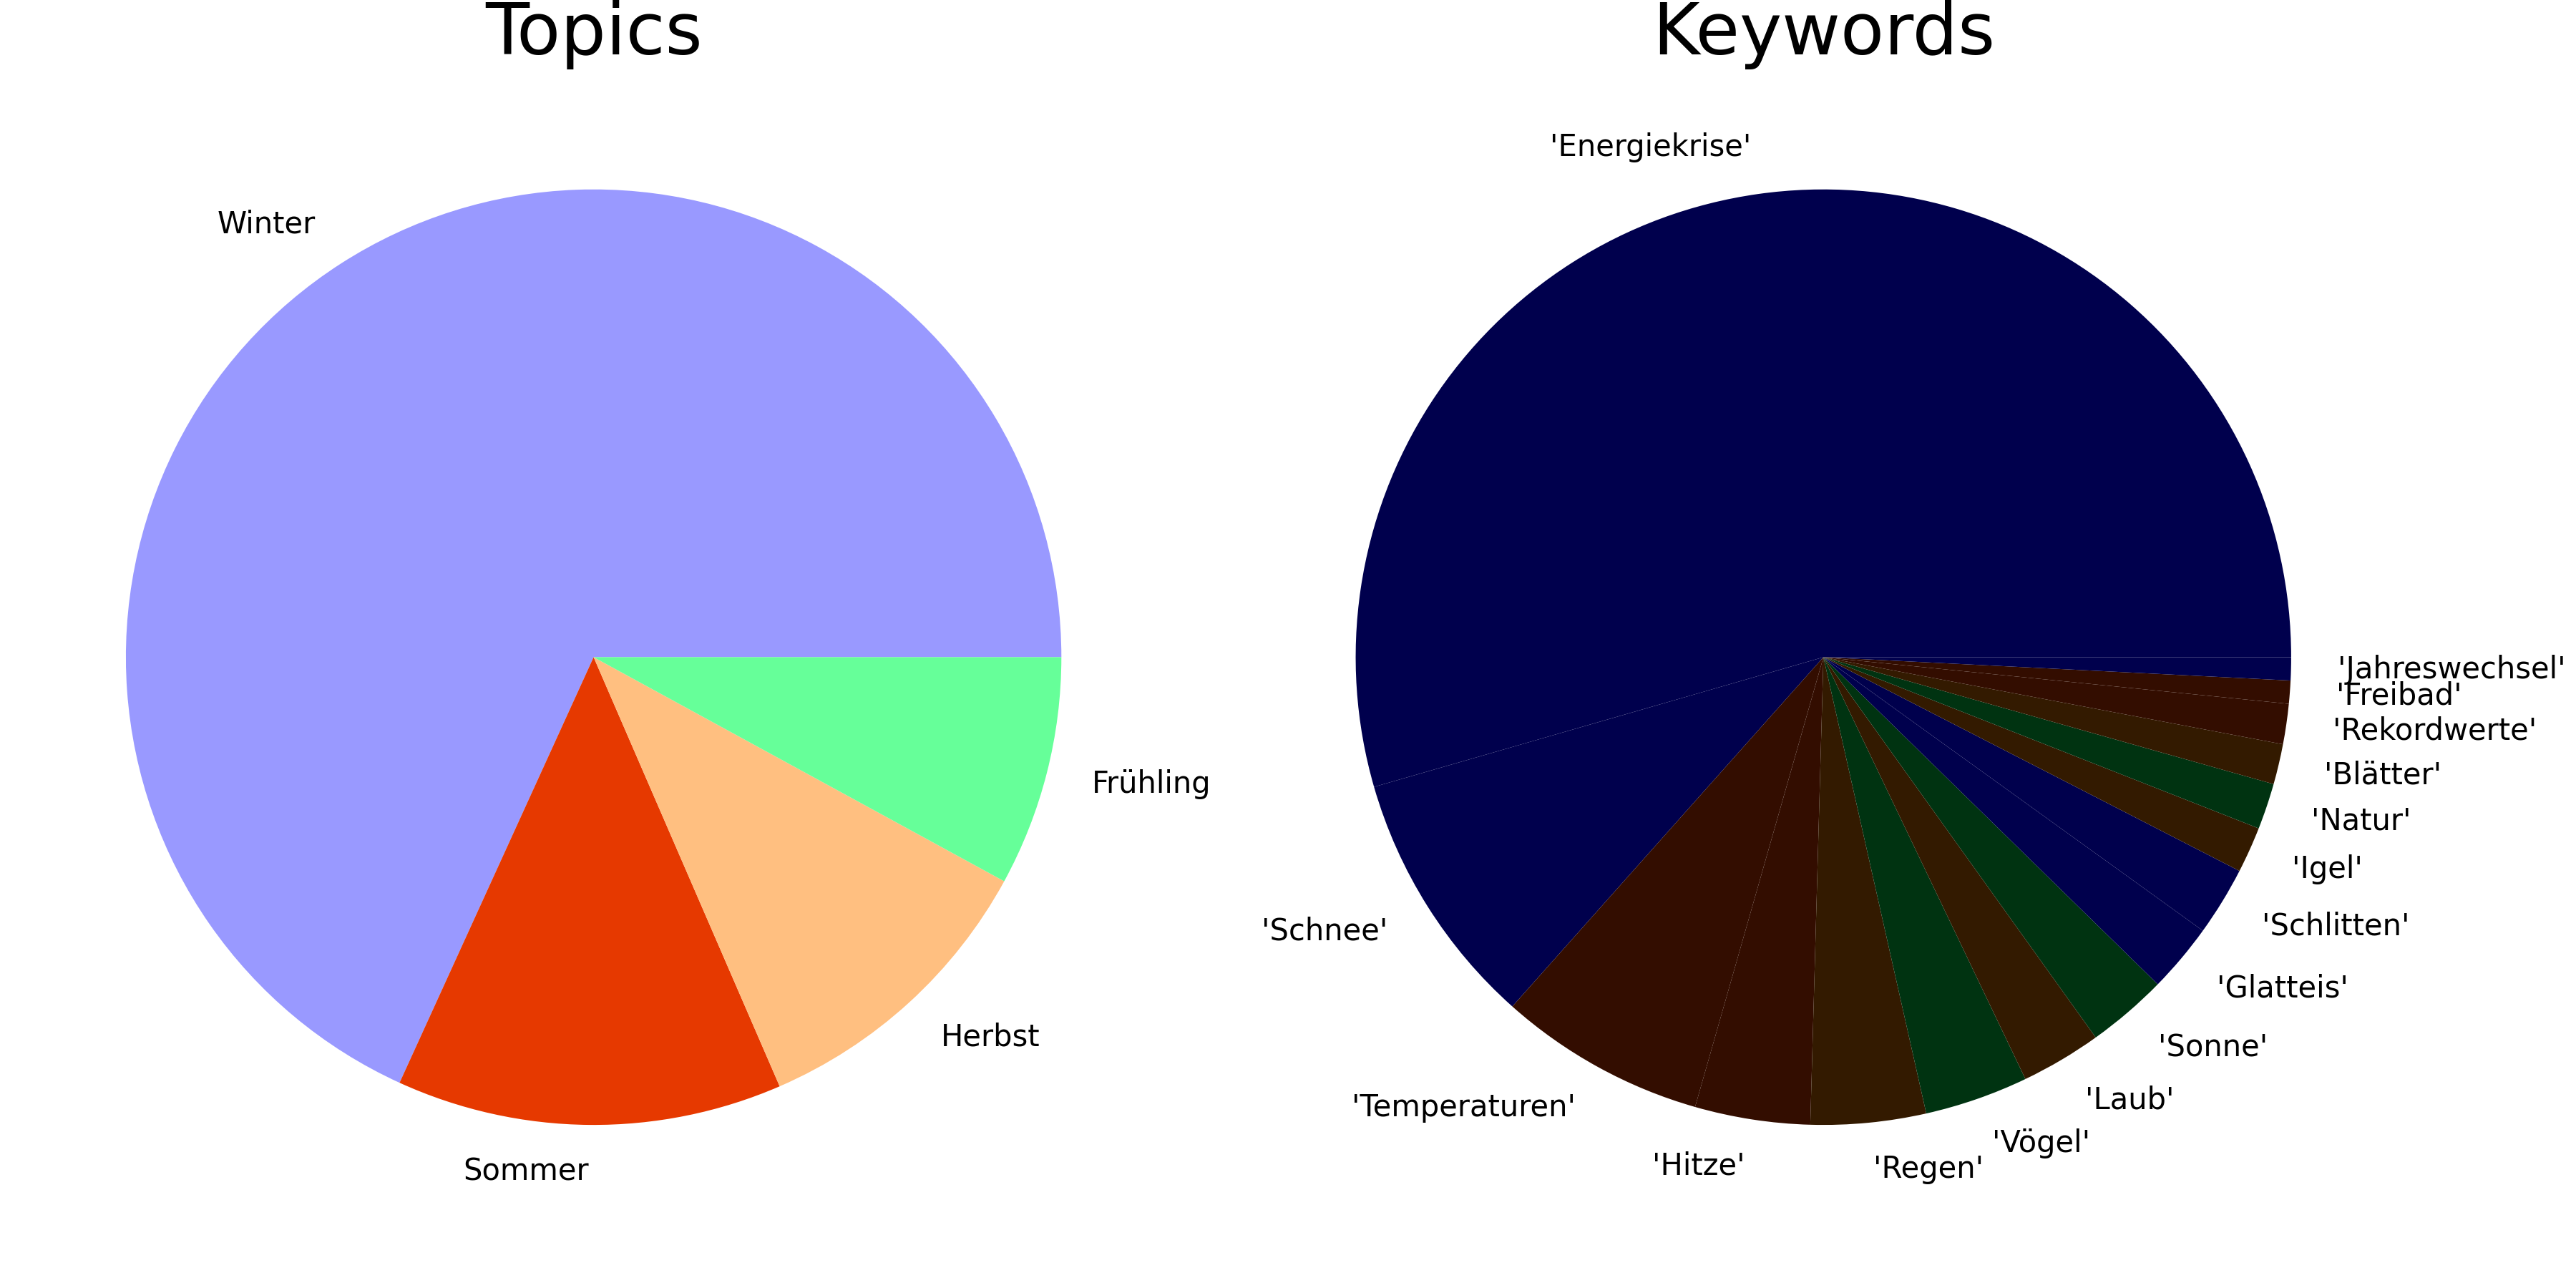 Topics
Winter
Frühling
Herbst
Sommer
Keywords
'Energiekrise'
'Jahreswechsel'
'Freibad'
'Rekordwerte'
'Blätter'
'Natur'
'Igel'
'Schnee'
'Schlitten'
'Glatteis'
'Sonne'
'Laub'
'Temperaturen'
'Vögel'
'Hitze'
'Regen'